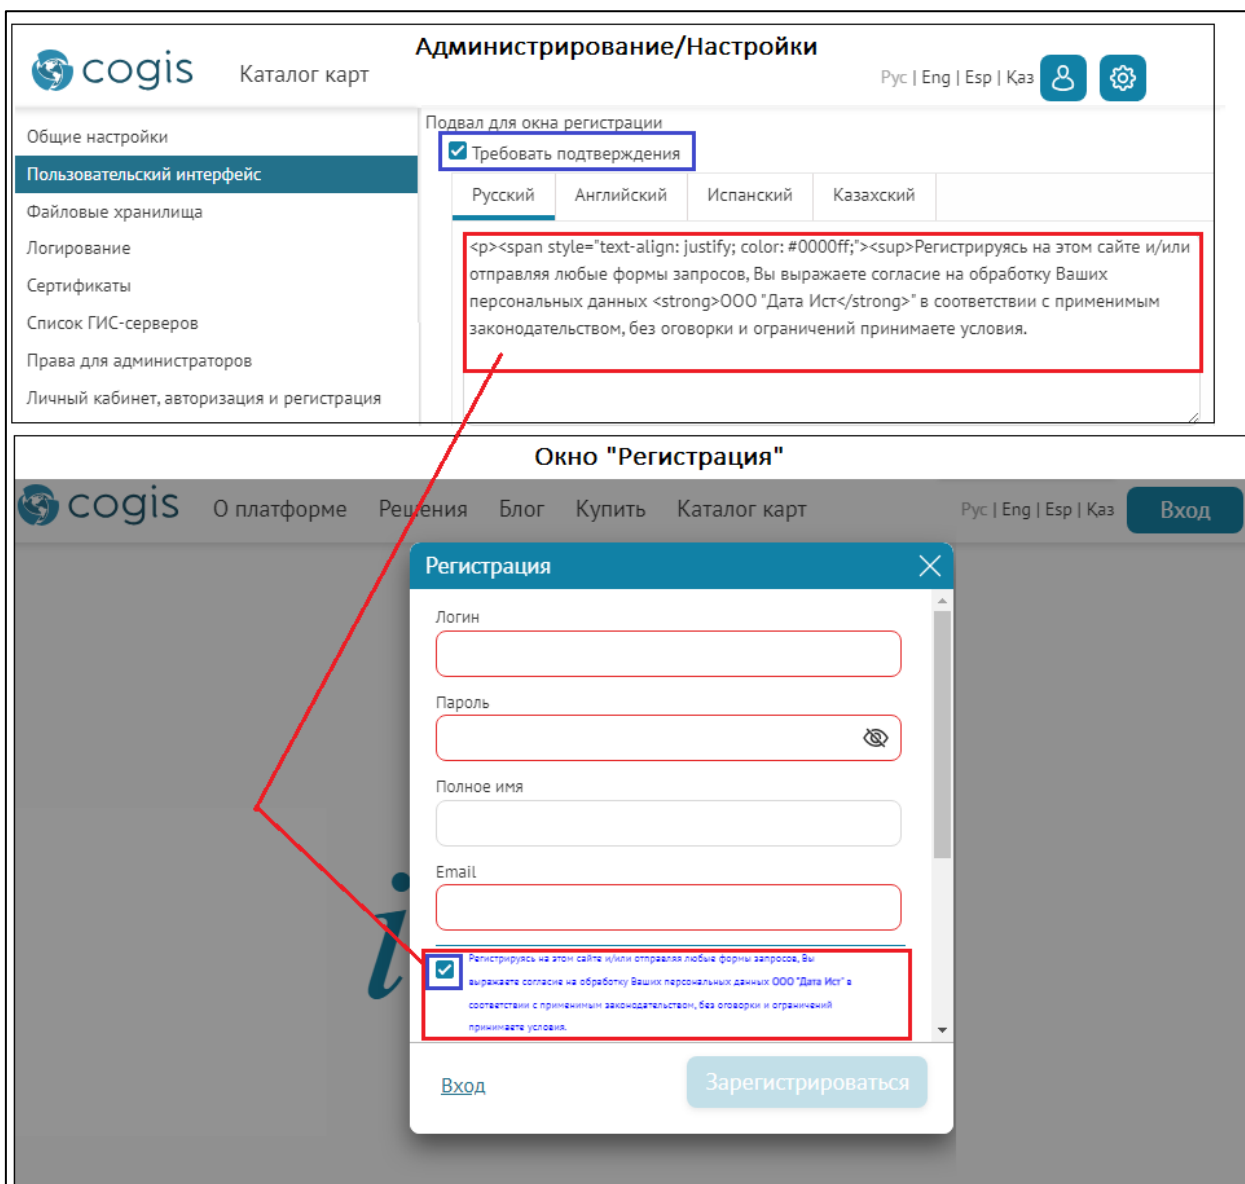 Администрирование/Настройки
cogis
Каталог карт
Рус | Eng | Esp | Қаз
Общие настройки
Пользовательский интерфейс
Файловые хранилища
Логирование
Сертификаты
Список ГИС-серверов
Права для администраторов
Личный кабинет, авторизация и регистрация
Подвал для окна регистрации
Требовать подтверждения
Русский Английский Испанский Казахский
<p><span style="text-align: justify; color: #0000ff;"><sup>Регистрируясь на этом сайте и/или
отправляя любые формы запросов, Вы выражаете согласие на обработку Ваших
персональных данных <strong>ООО "Дата Ист</strong>" в соответствии с применимым
законодательством, без оговорки и ограничений принимаете условия.
Окно "Регистрация"
cogis О платформе Решения Блог Купить Каталог карт Рус | Eng | Esp | Қаз Вход
Регистрация
Логин
Пароль
Полное имя
Email
i
Регистрируясь на этом сайте и/или отправляя любые формы запросов, Вы
выражаете согласие на обработку Ваших персональных данных ООО "Дата Ист" в
соответствии с применимым законодательством, без оговорки и ограничений
принимаете условия.
Вход
Зарегистрироваться